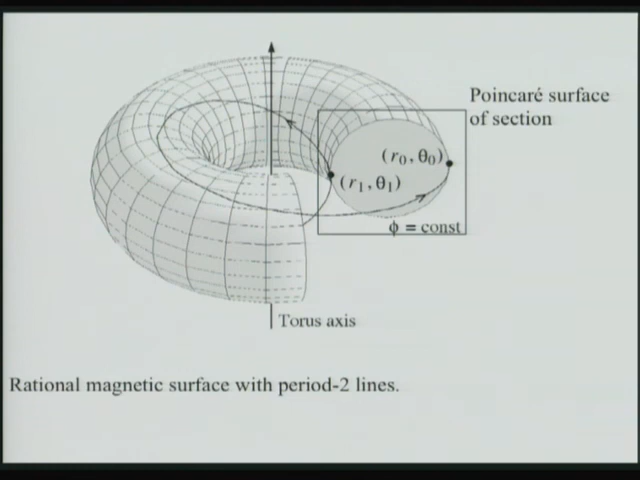 Poincaré surface
of section
(r₀, θ₀)
(r₁, θ₁)
ϕ = const
Torus axis
Rational magnetic surface with period-2 lines.